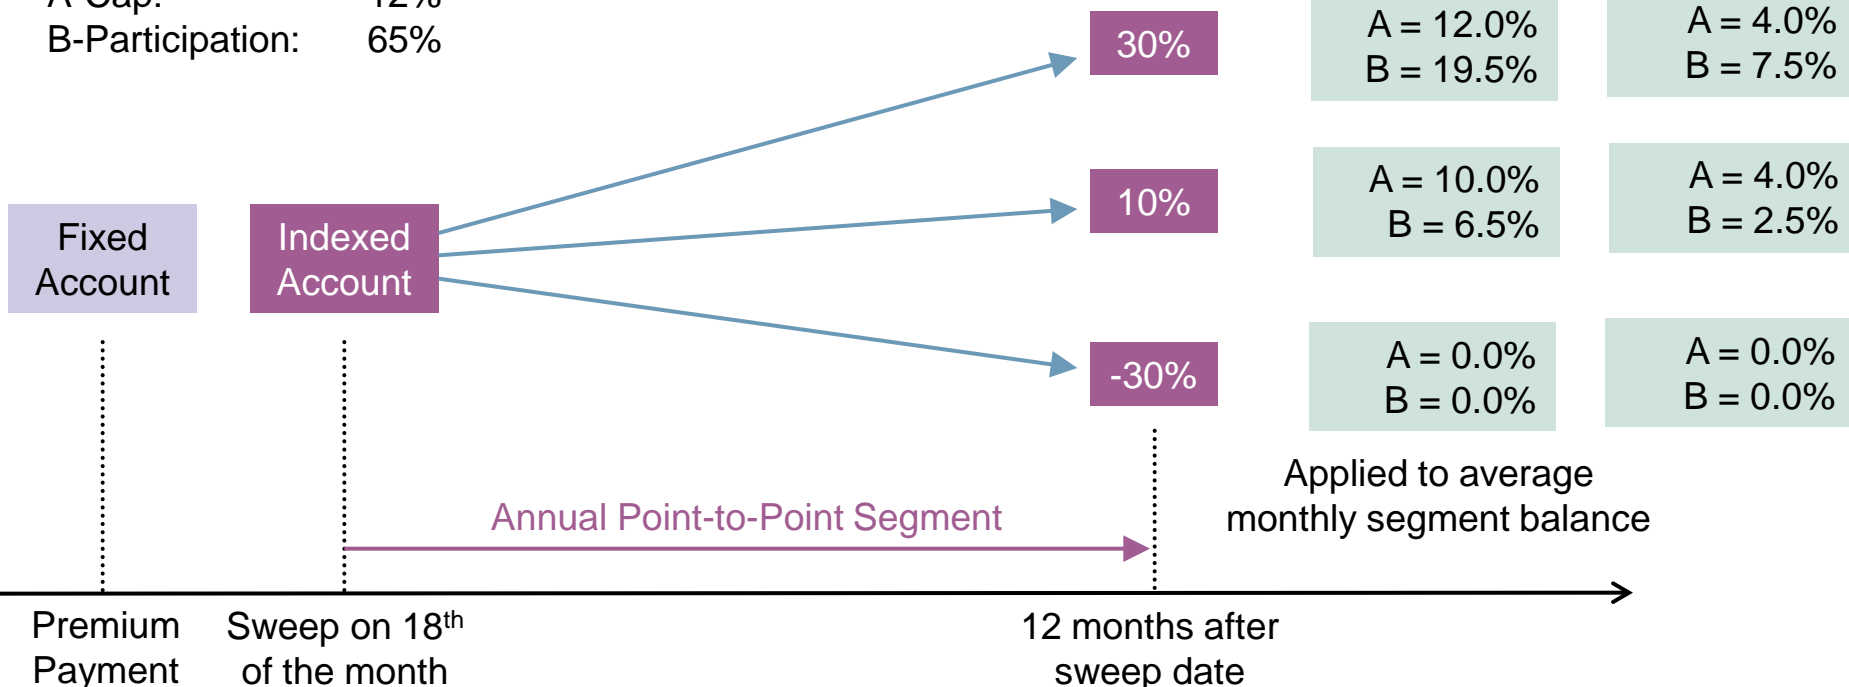 A-Cap: 12%
B-Participation: 65%
30%
A = 12.0%
B = 19.5%
A = 4.0%
B = 7.5%
10%
A = 10.0%
B = 6.5%
A = 4.0%
B = 2.5%
Fixed
Account
Indexed
Account
-30%
A = 0.0%
B = 0.0%
A = 0.0%
B = 0.0%
Applied to average
monthly segment balance
Annual Point-to-Point Segment
Premium
Payment
Sweep on 18th
of the month
12 months after
sweep date